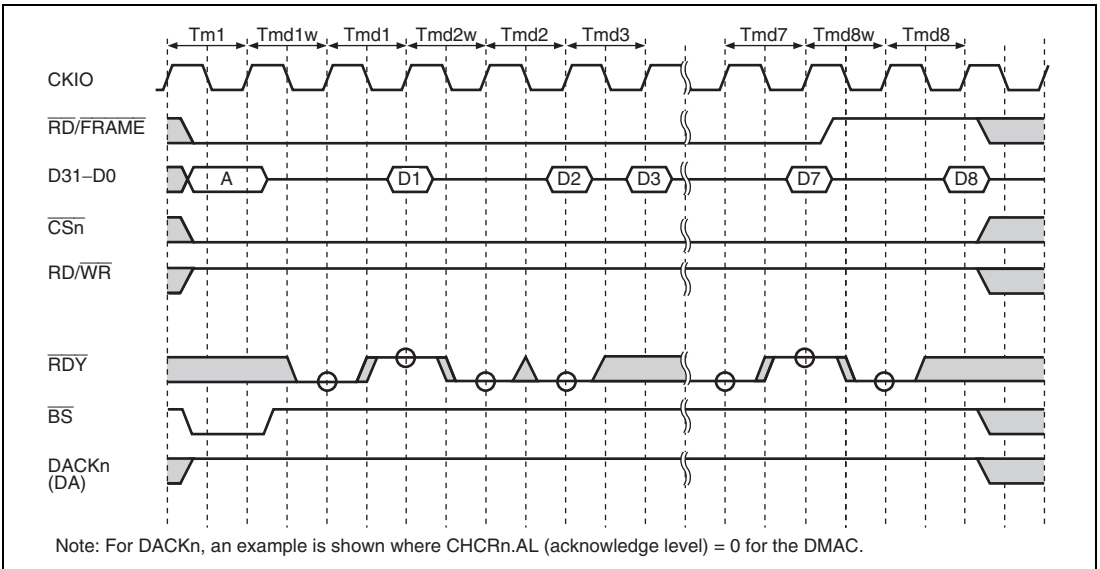 Tm1 Tmd1w Tmd1 Tmd2w Tmd2 Tmd3 Tmd7 Tmd8w Tmd8
CKIO
RD/FRAME
D31–D0 A D1 D2 D3 D7 D8
CSn
RD/WR
RDY
BS
DACKn
(DA)
Note: For DACKn, an example is shown where CHCRn.AL (acknowledge level) = 0 for the DMAC.